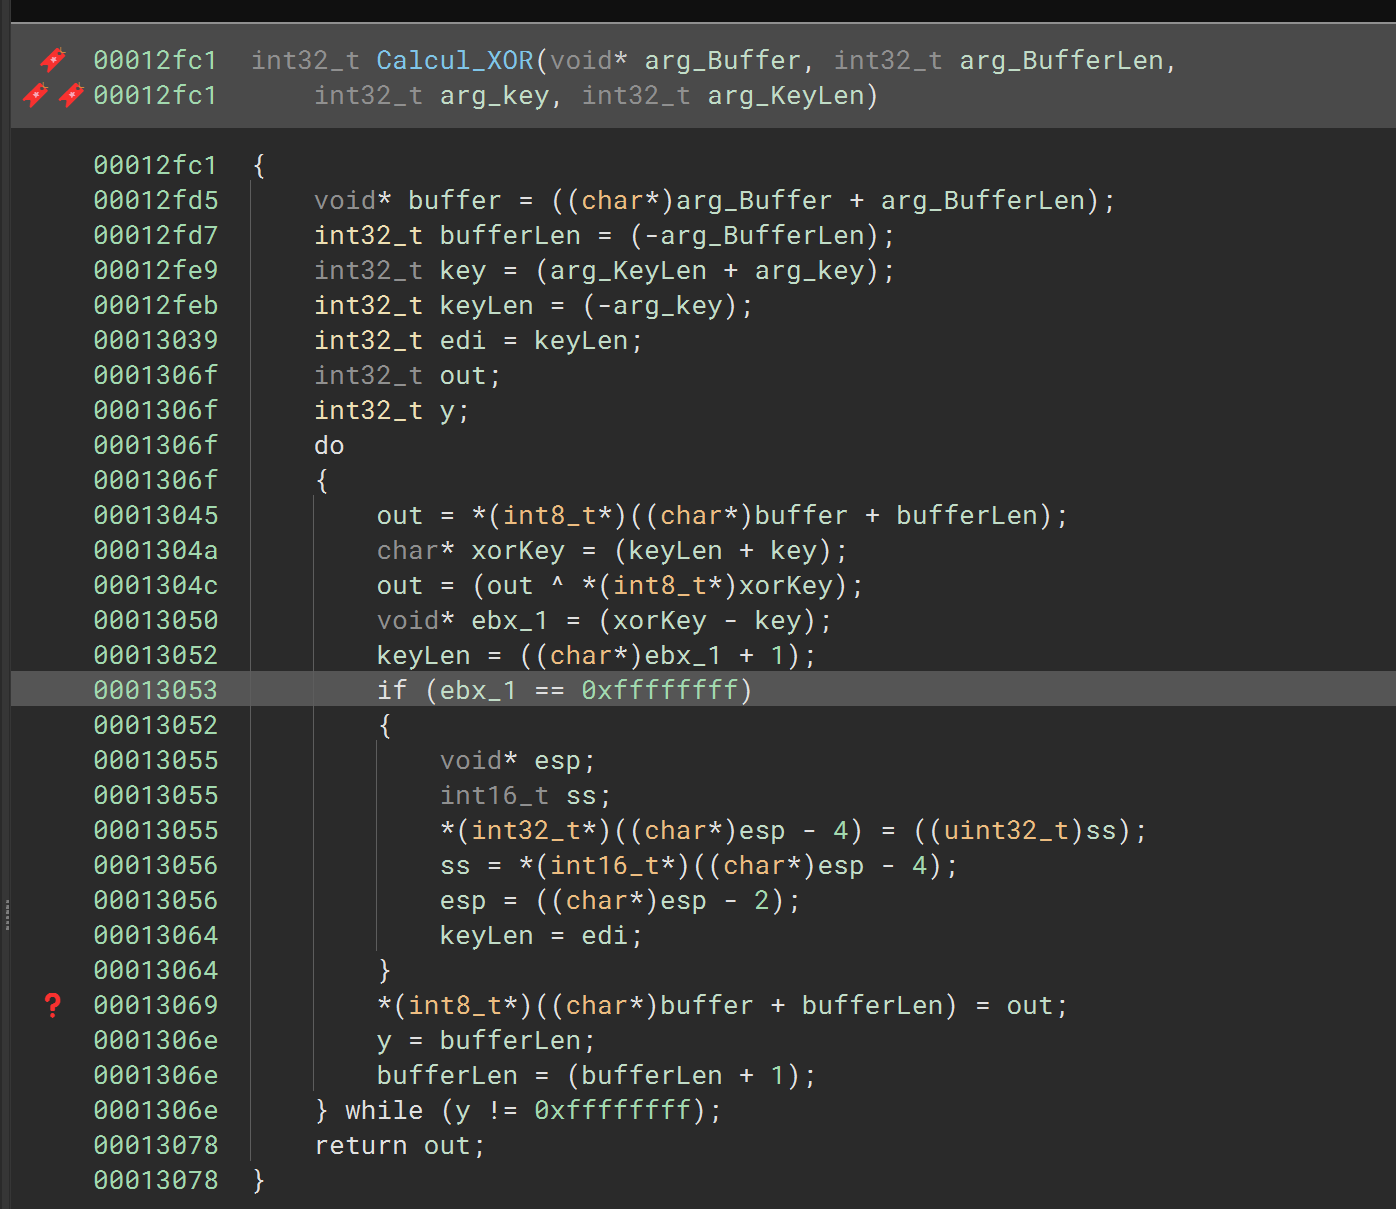 00012fc1 int32_t Calcul_XOR(void* arg_Buffer, int32_t arg_BufferLen,
00012fc1 int32_t arg_key, int32_t arg_KeyLen)
00012fc1 {
00012fd5 void* buffer = ((char*)arg_Buffer + arg_BufferLen);
00012fd7 int32_t bufferLen = (-arg_BufferLen);
00012fe9 int32_t key = (arg_KeyLen + arg_key);
00012feb int32_t keyLen = (-arg_key);
00013039 int32_t edi = keyLen;
0001306f int32_t out;
0001306f int32_t y;
0001306f do
0001306f {
00013045 out = *(int8_t*)((char*)buffer + bufferLen);
0001304a char* xorKey = (keyLen + key);
0001304c out = (out ^ *(int8_t*)xorKey);
00013050 void* ebx_1 = (xorKey - key);
00013052 keyLen = ((char*)ebx_1 + 1);
00013053 if (ebx_1 == 0xffffffff)
00013052 {
00013055 void* esp;
00013055 int16_t ss;
00013055 *(int32_t*)((char*)esp - 4) = ((uint32_t)ss);
00013056 ss = *(int16_t*)((char*)esp - 4);
00013056 esp = ((char*)esp - 2);
00013064 keyLen = edi;
00013064 }
00013069 *(int8_t*)((char*)buffer + bufferLen) = out;
0001306e y = bufferLen;
0001306e bufferLen = (bufferLen + 1);
0001306e } while (y != 0xffffffff);
00013078 return out;
00013078 }